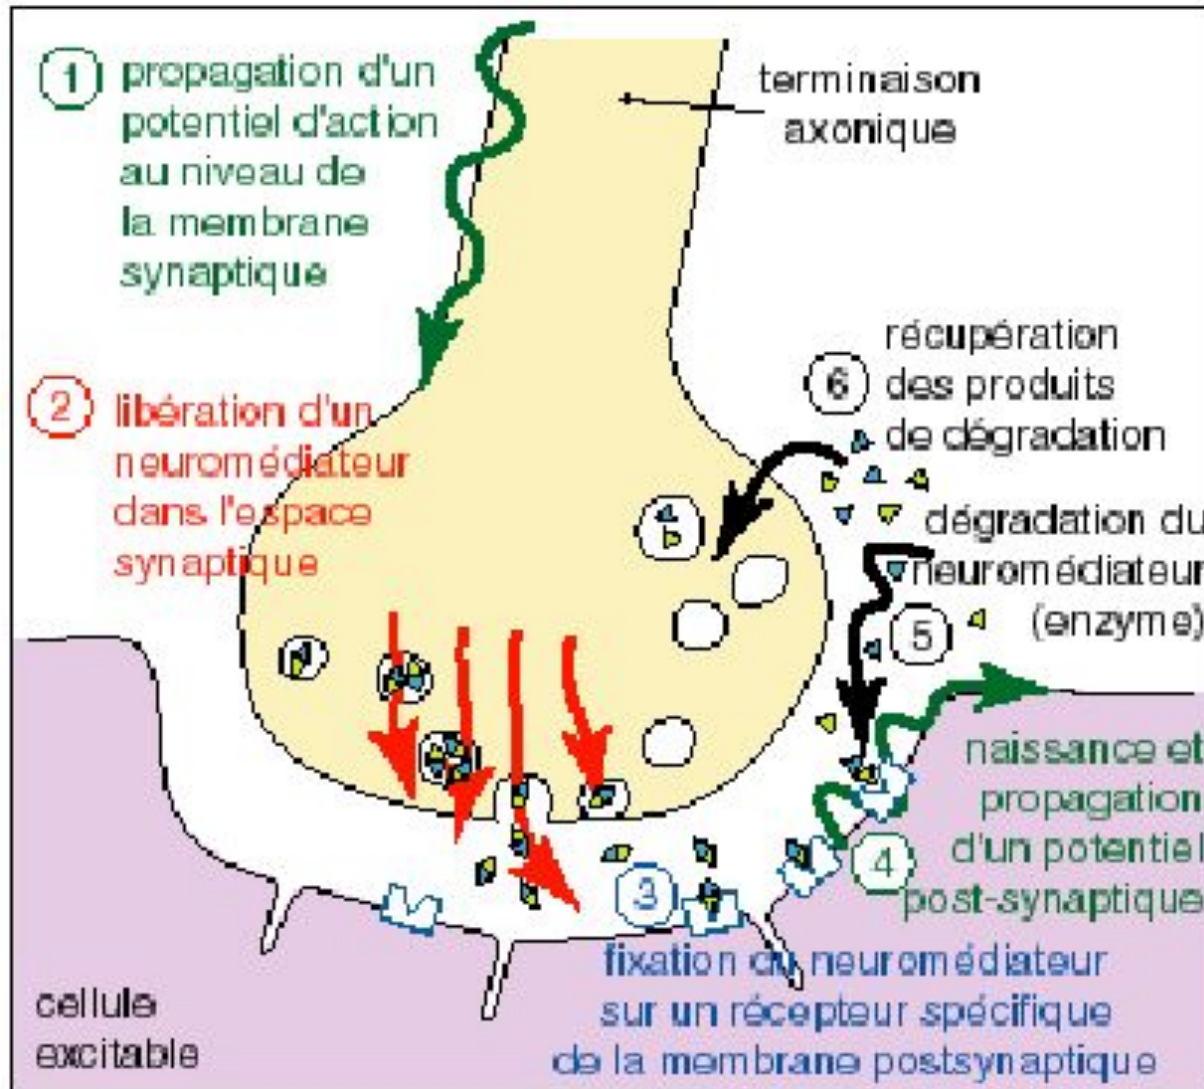 1 propagation d'un
potentiel d'action
au niveau de
la membrane
synaptique
terminaison
axonique
2 libération d'un
neuromédiateur
dans l'espace
synaptique
récupération
6 des produits
de dégradation
dégradation du
neuromédiateur
5 (enzyme)
naissance et
propagation
4 d'un potentiel
post-synaptique
3
fixation du neuromédiateur
sur un récepteur spécifique
de la membrane postsynaptique
cellule
excitable